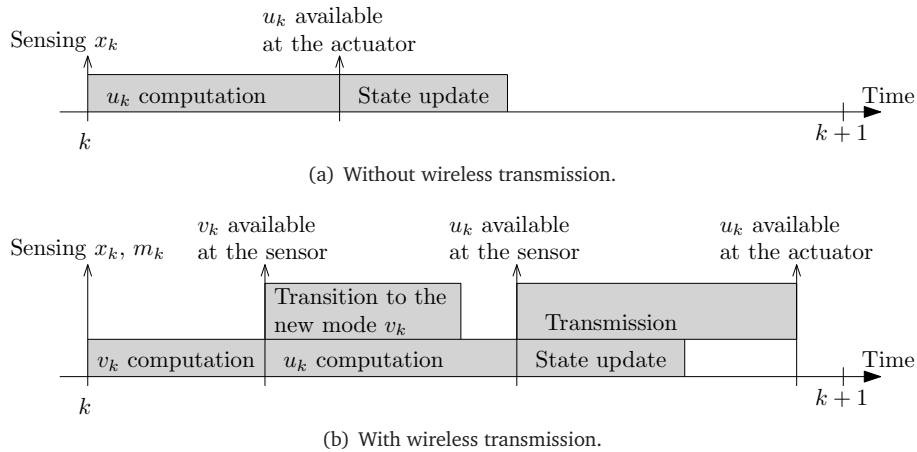 u_k available
Sensing x_k
at the actuator
u_k computation
State update
Time
k
k + 1
(a) Without wireless transmission.
v_k available
u_k available
u_k available
Sensing x_k, m_k
at the sensor
at the sensor
at the actuator
Transition to the
new mode v_k
Transmission
v_k computation
u_k computation
State update
Time
k
k + 1
(b) With wireless transmission.